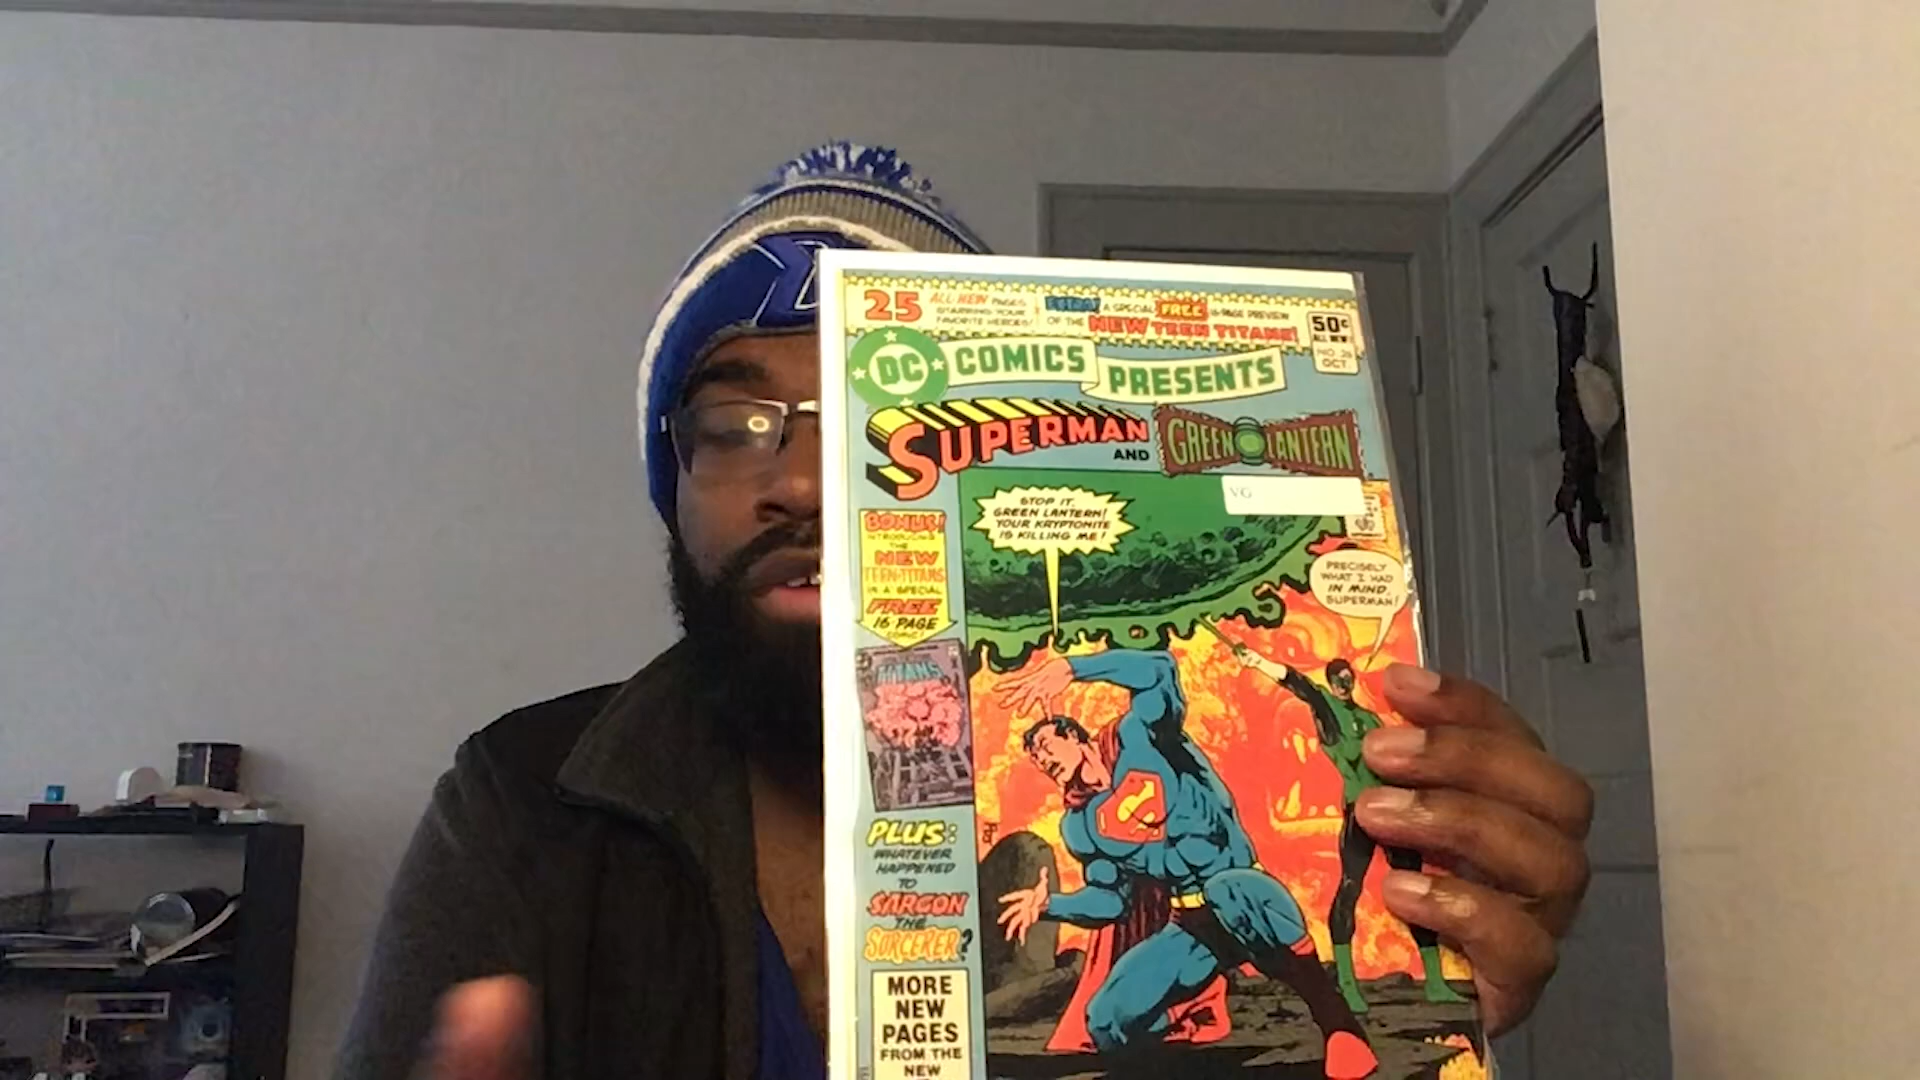 25 ALL NEW PAGES
STARRING YOUR
FAVORITE HEROES!
EXTRA! A SPECIAL FREE 16-PAGE PREVIEW
OF THE NEW TEEN TITANS!
50¢
ALL NEW!
NO. 26
OCT.
DC COMICS PRESENTS
SUPERMAN
AND
GREEN LANTERN
VG
STOP IT,
GREEN LANTERN!
YOUR KRYPTONITE
IS KILLING ME!
PRECISELY
WHAT I HAD
IN MIND,
SUPERMAN!
BONUS!
INTRODUCING
THE
NEW
TEEN-TITANS
IN A SPECIAL
FREE
16-PAGE
COMIC!
TITANS
PLUS:
WHATEVER
HAPPENED
TO
SARGON
THE
SORCERER?
MORE
NEW
PAGES
FROM THE
NEW